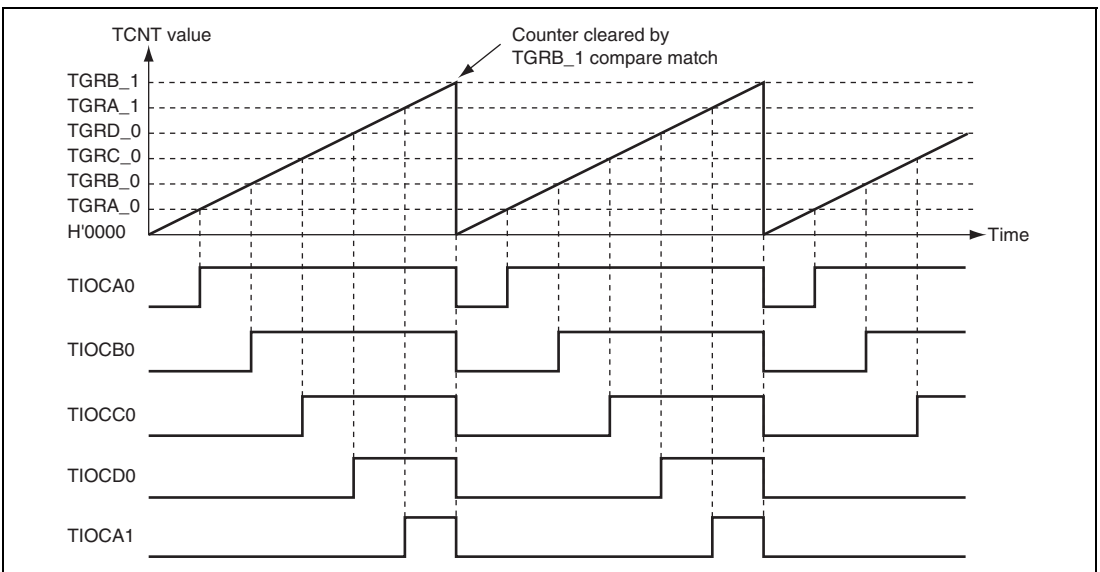 TCNT value
Counter cleared by
TGRB_1 compare match
TGRB_1
TGRA_1
TGRD_0
TGRC_0
TGRB_0
TGRA_0
H'0000
Time
TIOCA0
TIOCB0
TIOCC0
TIOCD0
TIOCA1